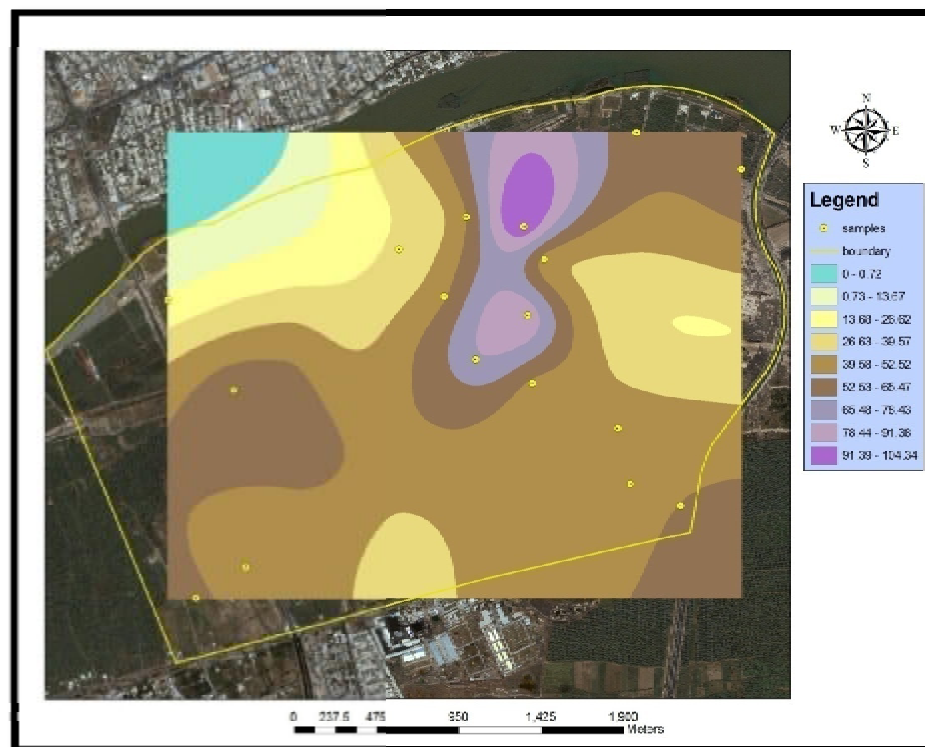 N
W E
S
Legend
samples
boundary
0 - 0.72
0.73 - 13.67
13.68 - 26.62
26.63 - 39.57
39.58 - 52.52
52.53 - 65.47
65.48 - 78.43
78.44 - 91.38
91.39 - 104.34
0 237.5 475 950 1,425 1,900
Meters